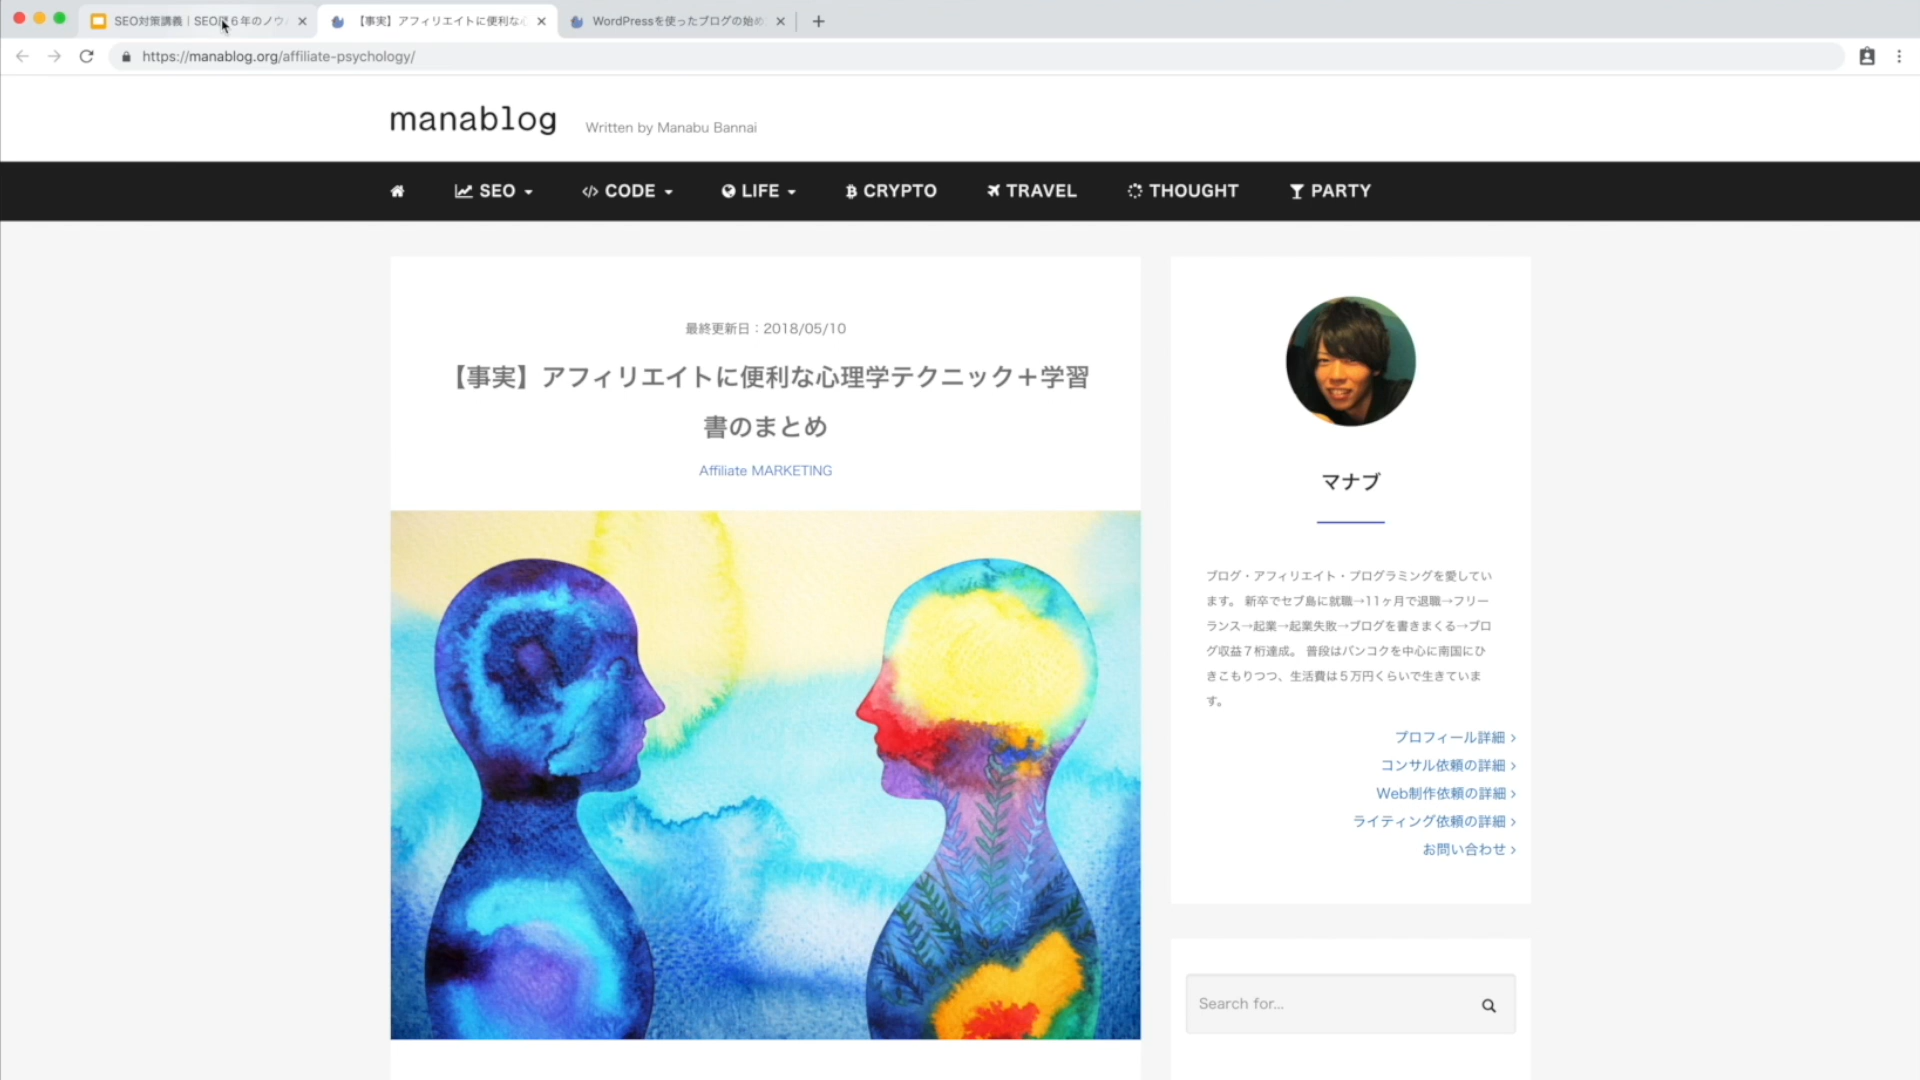 SEO対策講義｜SEO歴６年のノウ
【事実】アフィリエイトに便利な心
WordPressを使ったブログの始め
https://manablog.org/affiliate-psychology/
manablog
Written by Manabu Bannai
SEO
CODE
LIFE
CRYPTO
TRAVEL
THOUGHT
PARTY
最終更新日：2018/05/10
【事実】アフィリエイトに便利な心理学テクニック＋学習
書のまとめ
Affiliate MARKETING
マナブ
ブログ・アフィリエイト・プログラミングを愛してい
ます。 新卒でセブ島に就職→11ヶ月で退職→フリー
ランス→起業→起業失敗→ブログを書きまくる→ブロ
グ収益７桁達成。 普段はバンコクを中心に南国にひ
きこもりつつ、生活費は５万円くらいで生きていま
す。
プロフィール詳細 ›
コンサル依頼の詳細 ›
Web制作依頼の詳細 ›
ライティング依頼の詳細 ›
お問い合わせ ›
Search for...